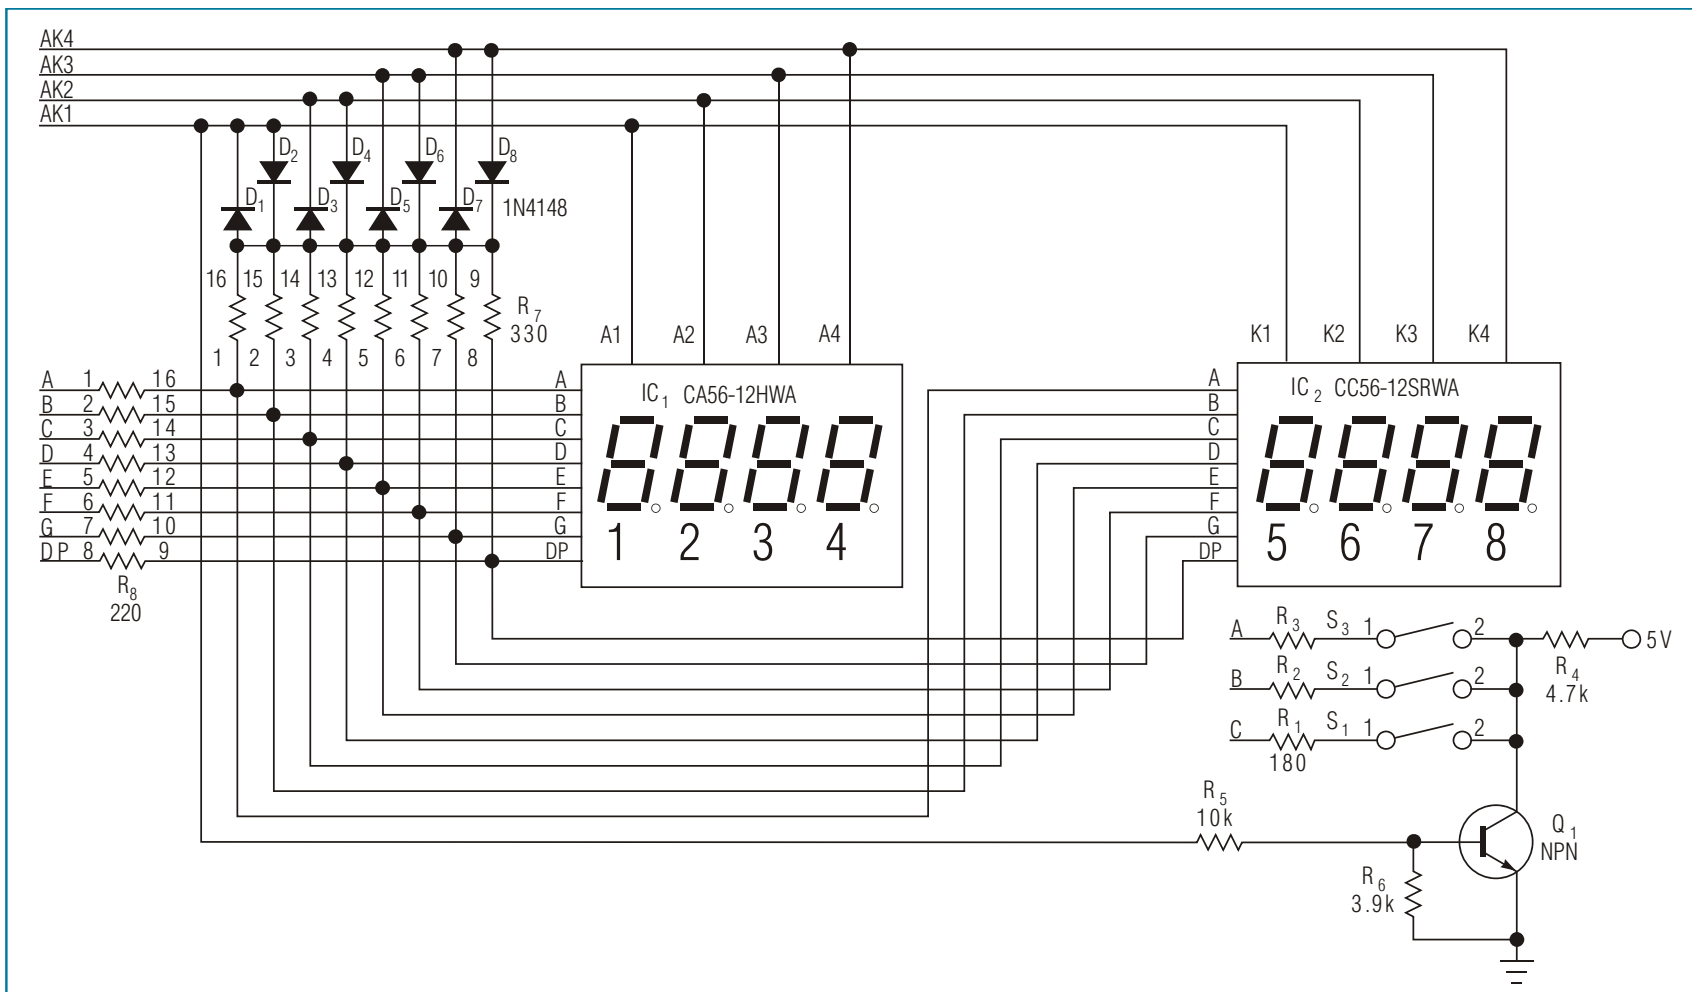 AK4
AK3
AK2
AK1
D2 D4 D6 D8
D1 D3 D5 D7 1N4148
16 15 14 13 12 11 10 9
R7
330
A1 A2 A3 A4
K1 K2 K3 K4
1 2 3 4 5 6 7 8
A 1 16
B 2 15
C 3 14
D 4 13
E 5 12
F 6 11
G 7 10
DP 8 9
R8
220
A
B
C
D
E
F
G
DP
IC1 CA56-12HWA
8888
1 2 3 4
A
B
C
D
E
F
G
DP
IC2 CC56-12SRWA
8888
5 6 7 8
A R3 S3 1 2 5V
R4
4.7k
B R2 S2 1 2
C R1 S1 1 2
180
R5
10k
Q1
NPN
R6
3.9k